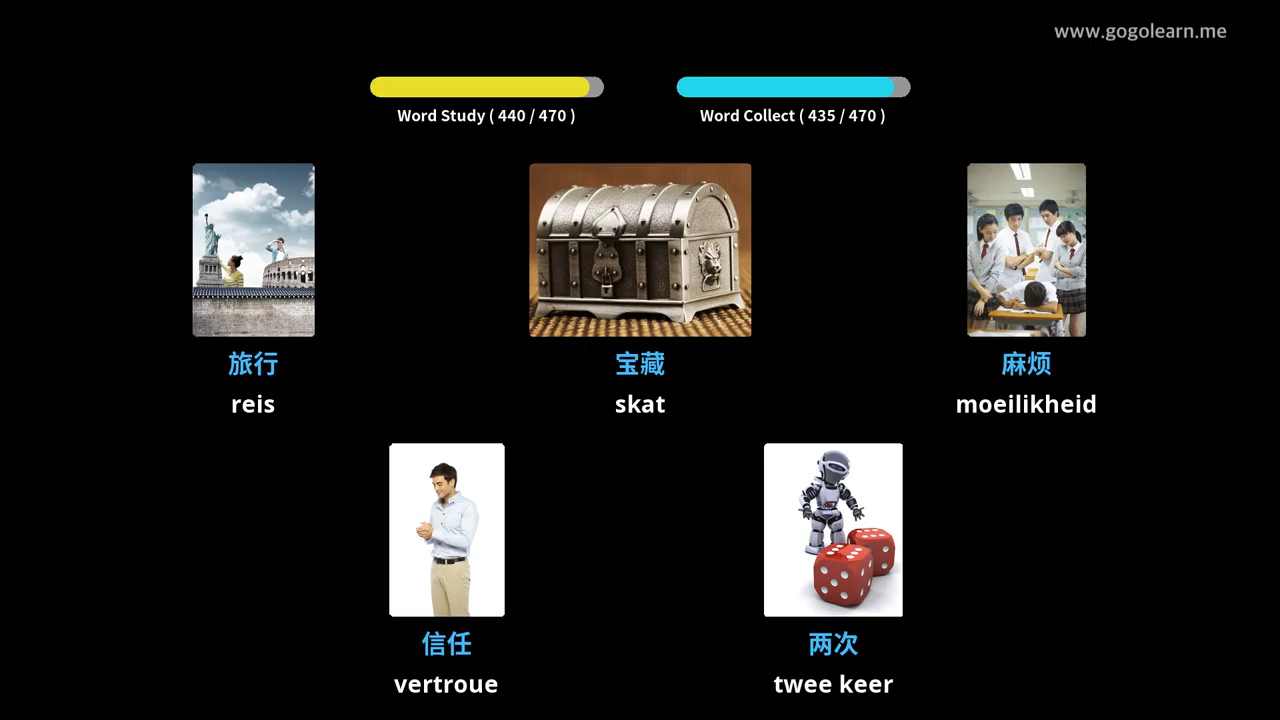 www.gogolearn.me
Word Study ( 440 / 470 )
Word Collect ( 435 / 470 )
旅行
reis
宝藏
skat
麻烦
moeilikheid
信任
vertroue
两次
twee keer